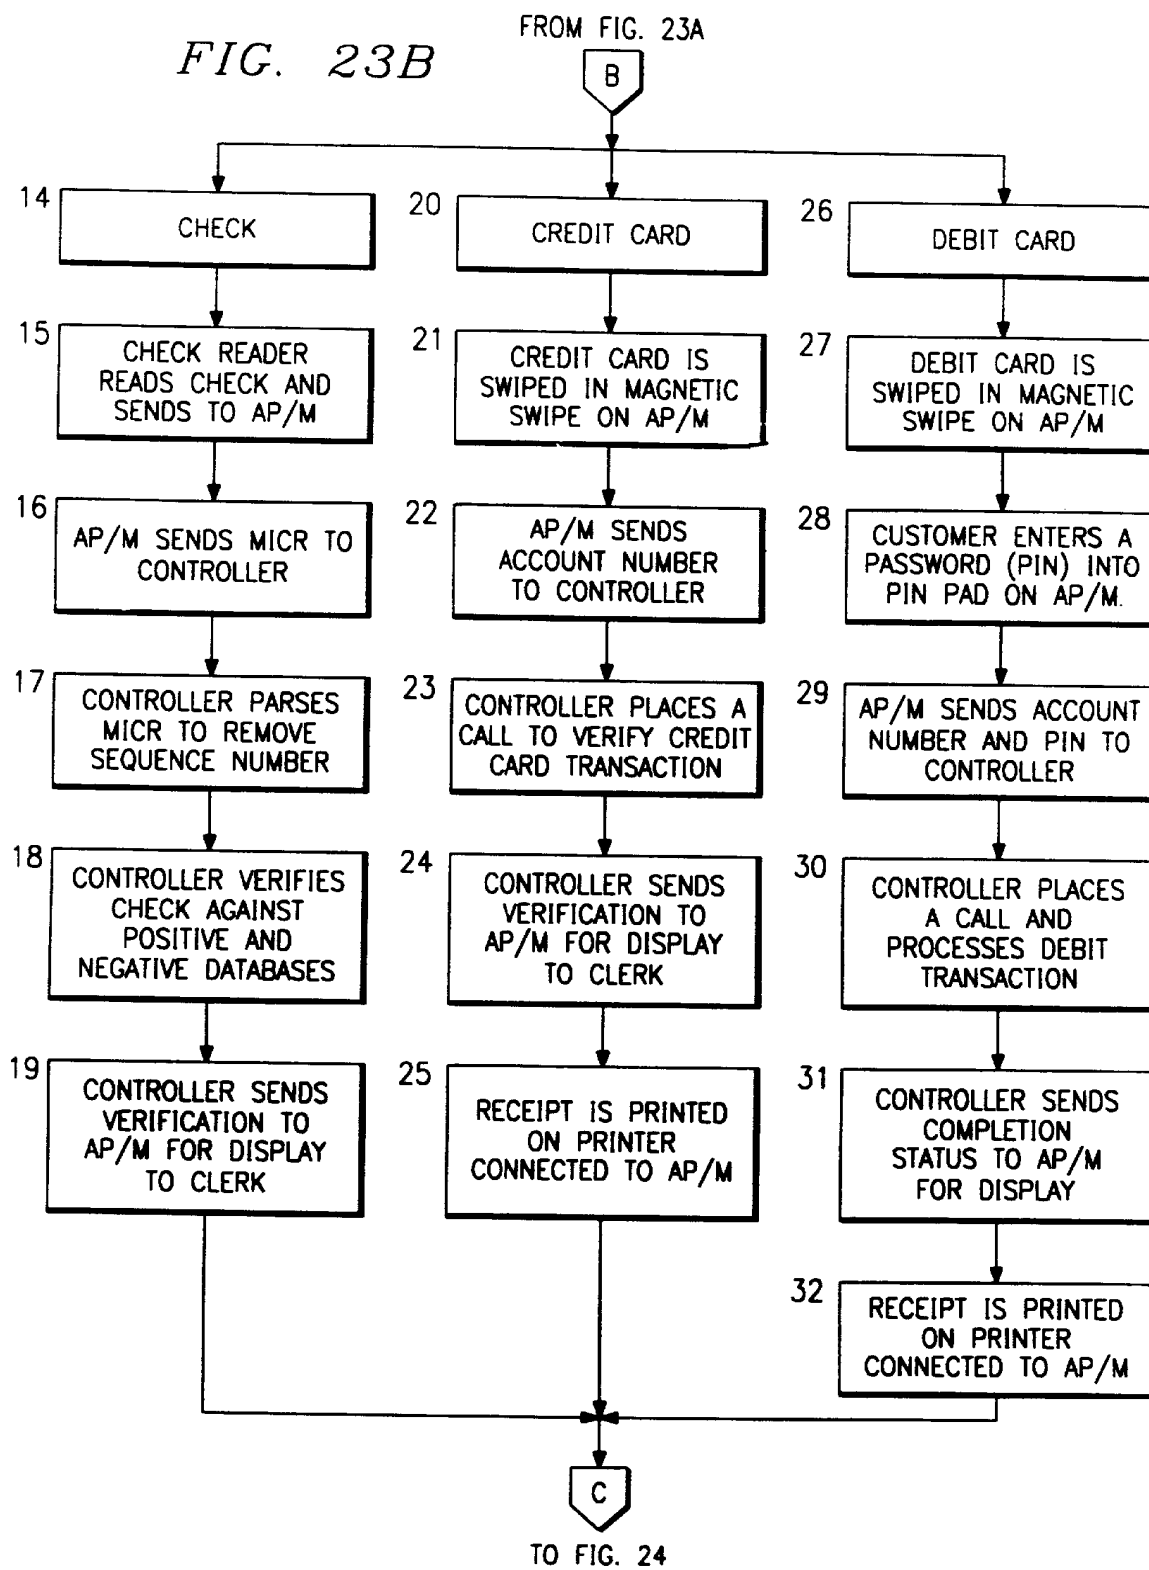 FROM FIG. 23A
FIG. 23B
B
14
CHECK
15
CHECK READER
READS CHECK AND
SENDS TO AP/M
16
AP/M SENDS MICR TO
CONTROLLER
17
CONTROLLER PARSES
MICR TO REMOVE
SEQUENCE NUMBER
18
CONTROLLER VERIFIES
CHECK AGAINST
POSITIVE AND
NEGATIVE DATABASES
19
CONTROLLER SENDS
VERIFICATION TO
AP/M FOR DISPLAY
TO CLERK
20
CREDIT CARD
21
CREDIT CARD IS
SWIPED IN MAGNETIC
SWIPE ON AP/M
22
AP/M SENDS
ACCOUNT NUMBER
TO CONTROLLER
23
CONTROLLER PLACES A
CALL TO VERIFY CREDIT
CARD TRANSACTION
24
CONTROLLER SENDS
VERIFICATION TO
AP/M FOR DISPLAY
TO CLERK
25
RECEIPT IS PRINTED
ON PRINTER
CONNECTED TO AP/M
26
DEBIT CARD
27
DEBIT CARD IS
SWIPED IN MAGNETIC
SWIPE ON AP/M
28
CUSTOMER ENTERS A
PASSWORD (PIN) INTO
PIN PAD ON AP/M.
29
AP/M SENDS ACCOUNT
NUMBER AND PIN TO
CONTROLLER
30
CONTROLLER PLACES
A CALL AND
PROCESSES DEBIT
TRANSACTION
31
CONTROLLER SENDS
COMPLETION
STATUS TO AP/M
FOR DISPLAY
32
RECEIPT IS PRINTED
ON PRINTER
CONNECTED TO AP/M
C
TO FIG. 24